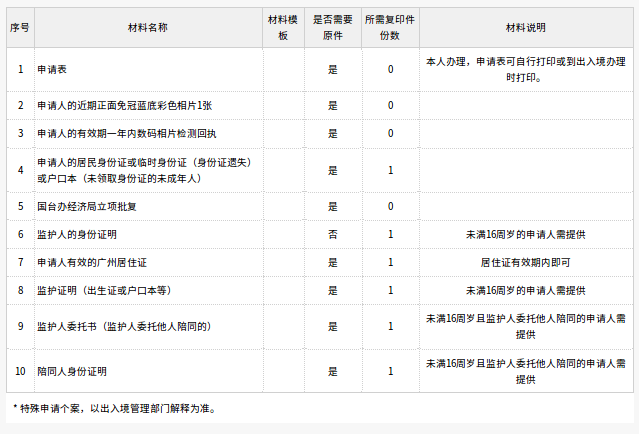 序号 材料名称 材料模板 是否需要原件 所需复印件份数 材料说明
1 申请表 是 0 本人办理，申请表可自行打印或到出入境办理时打印。
2 申请人的近期正面免冠蓝底彩色相片1张 是 0
3 申请人的有效期一年内数码相片检测回执 是 0
4 申请人的居民身份证或临时身份证（身份证遗失）或户口本（未领取身份证的未成年人） 是 1
5 国台办经济局立项批复 是 0
6 监护人的身份证明 否 1 未满16周岁的申请人需提供
7 申请人有效的广州居住证 是 1 居住证有效期内即可
8 监护证明（出生证或户口本等） 是 1 未满16周岁的申请人需提供
9 监护人委托书（监护人委托他人陪同的） 是 1 未满16周岁且监护人委托他人陪同的申请人需提供
10 陪同人身份证明 是 1 未满16周岁且监护人委托他人陪同的申请人需提供
* 特殊申请个案，以出入境管理部门解释为准。